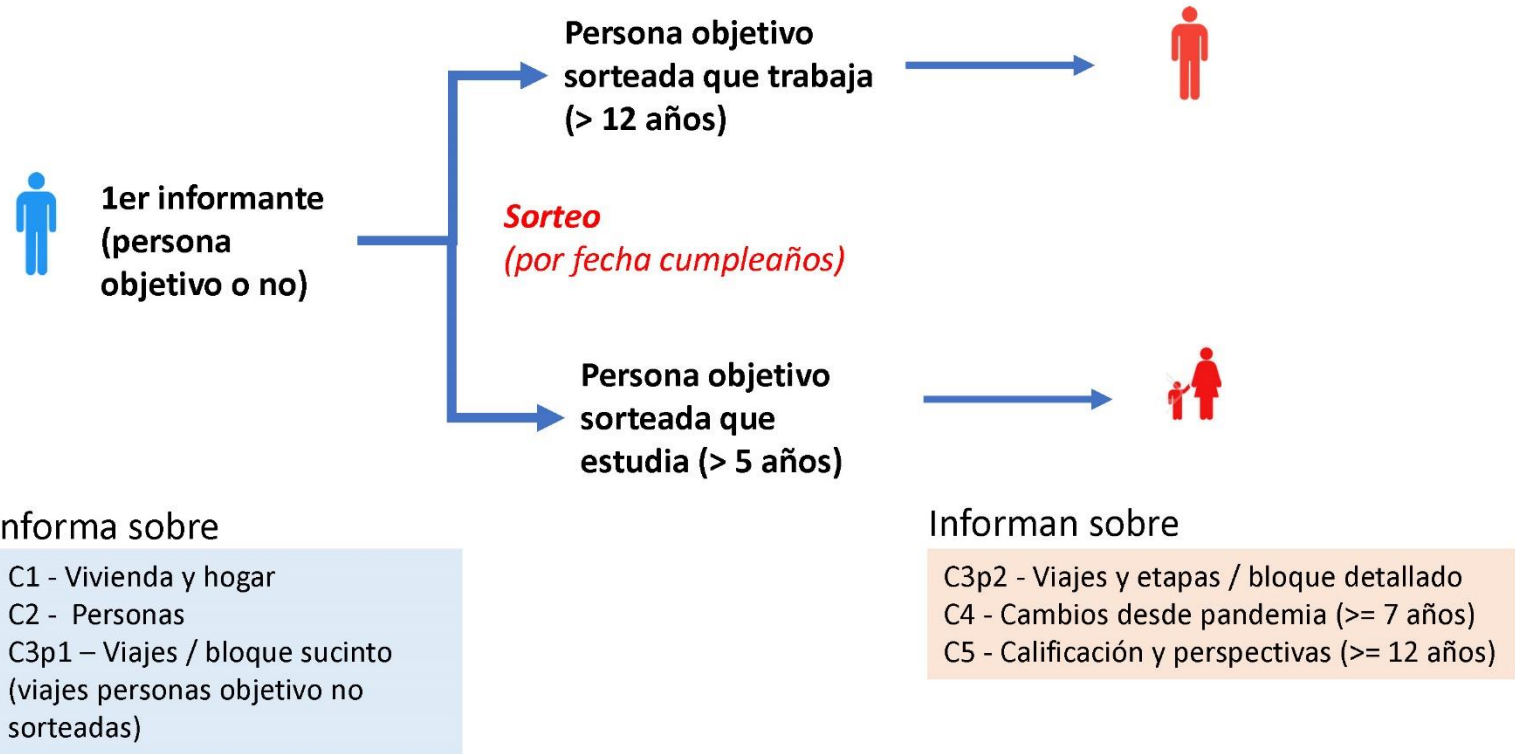 Persona objetivo
sorteada que trabaja
(> 12 años)
1er informante
(persona
objetivo o no)
Sorteo
(por fecha cumpleaños)
Persona objetivo
sorteada que
estudia (> 5 años)
nforma sobre
C1 - Vivienda y hogar
C2 - Personas
C3p1 – Viajes / bloque sucinto
(viajes personas objetivo no
sorteadas)
Informan sobre
C3p2 - Viajes y etapas / bloque detallado
C4 - Cambios desde pandemia (>= 7 años)
C5 - Calificación y perspectivas (>= 12 años)